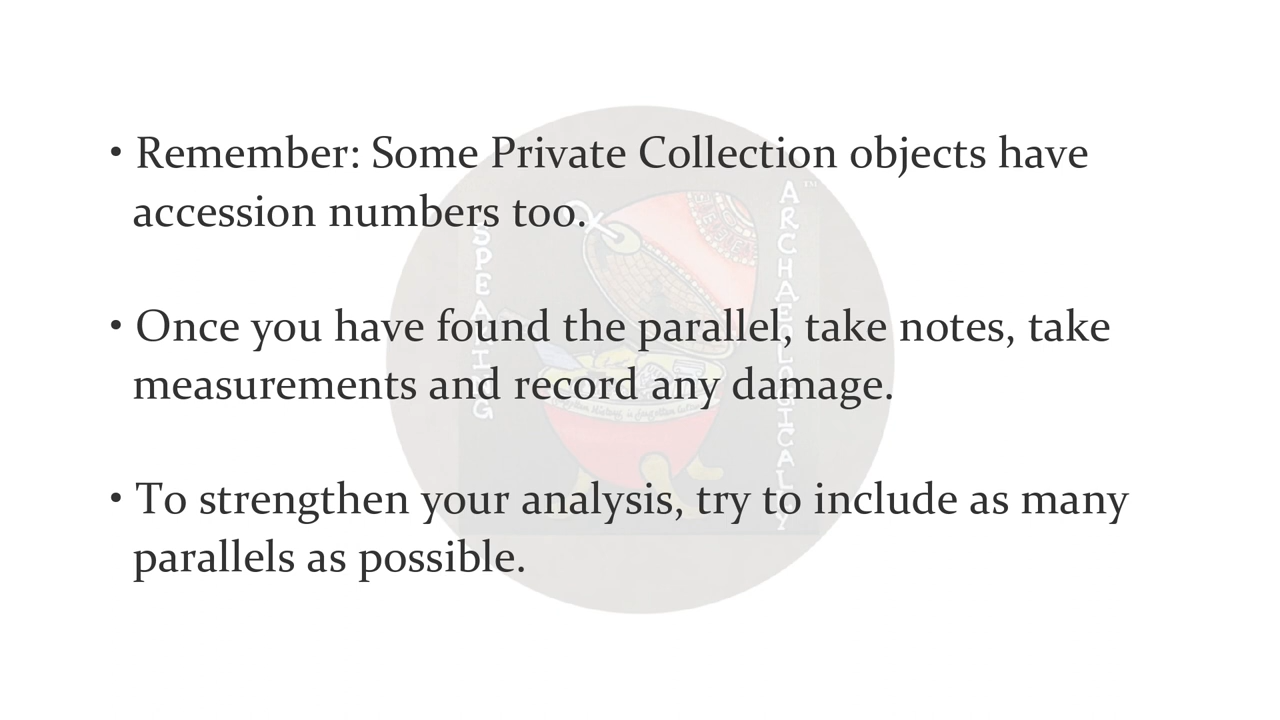 • Remember: Some Private Collection objects have
accession numbers too.
• Once you have found the parallel, take notes, take
measurements and record any damage.
• To strengthen your analysis, try to include as many
parallels as possible.
SPEAKING
ARCHAEOLOGICALLY